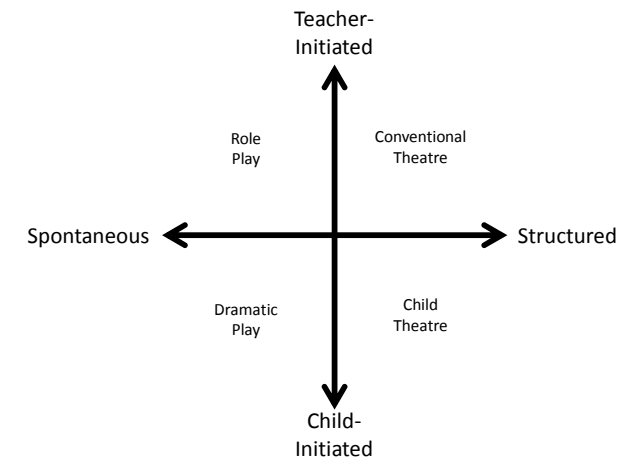 Teacher-
Initiated
Role
Play
Conventional
Theatre
Spontaneous
Structured
Dramatic
Play
Child
Theatre
Child-
Initiated